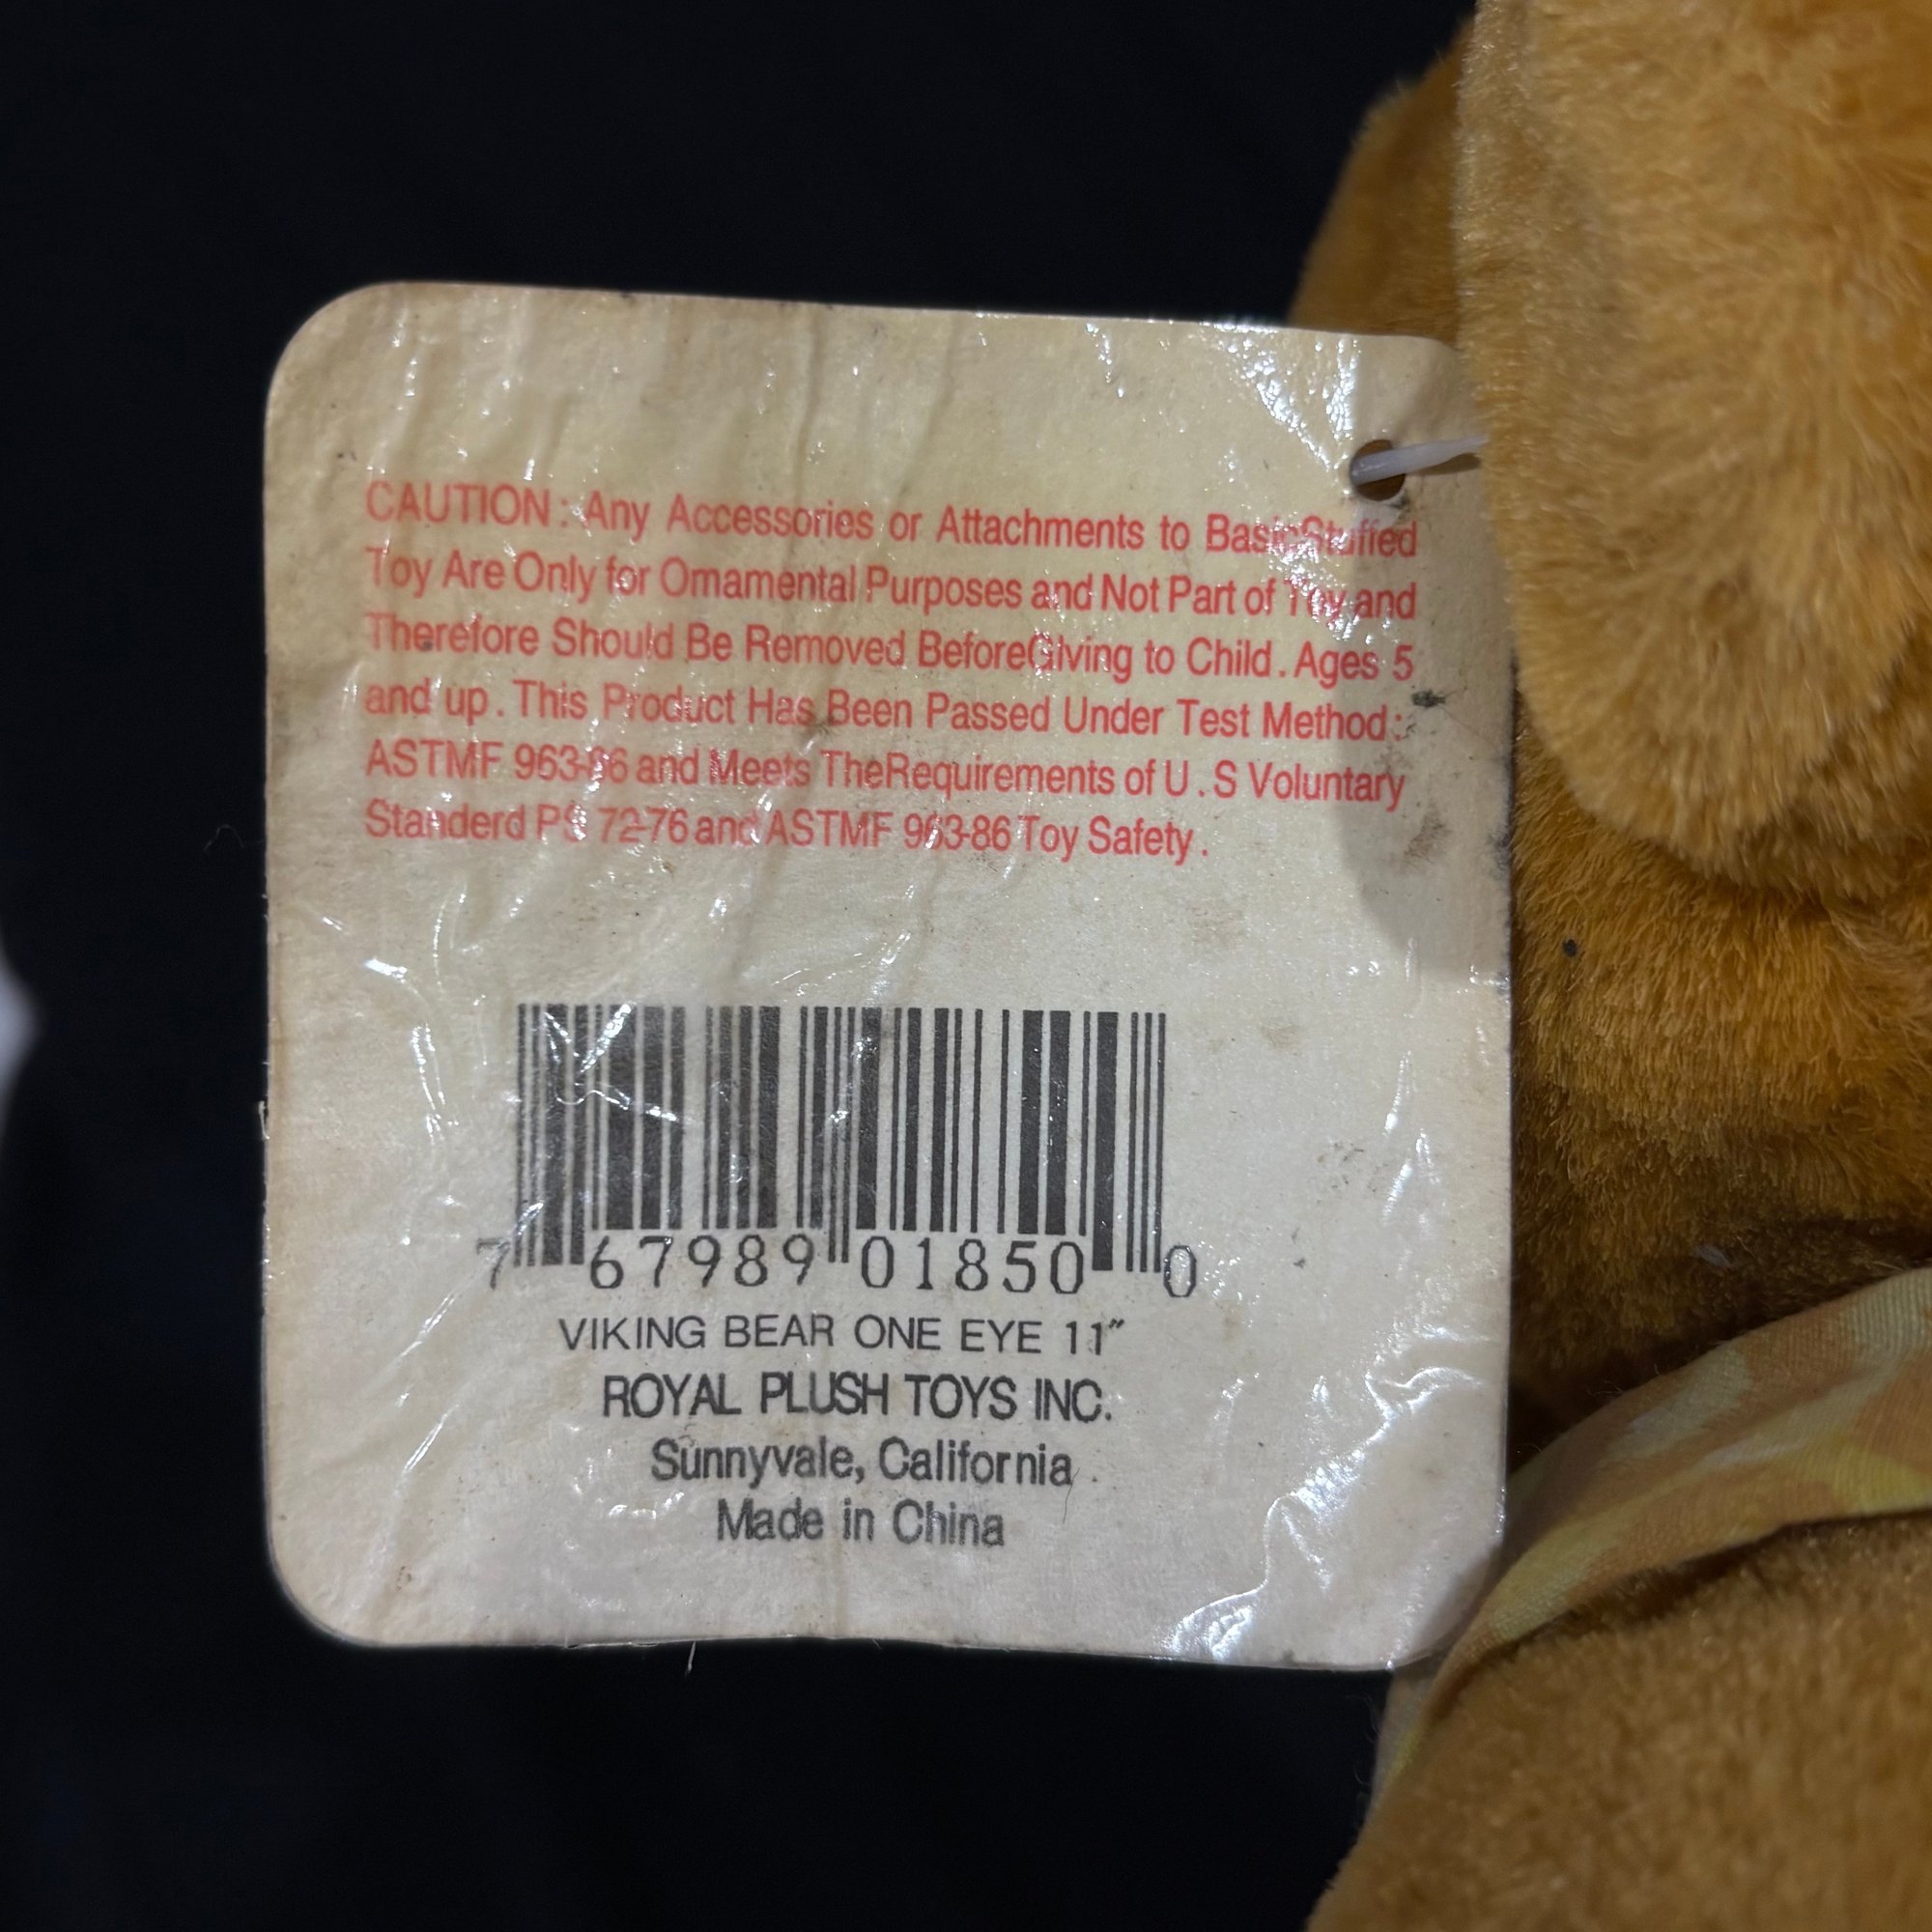 CAUTION : Any Accessories or Attachments to BasicStuffed
Toy Are Only for Ornamental Purposes and Not Part of Toy and
Therefore Should Be Removed BeforeGiving to Child . Ages 5
and up . This Product Has Been Passed Under Test Method :
ASTMF 963-86 and Meets TheRequirements of U . S Voluntary
Standerd PS 72-76 and ASTMF 963-86 Toy Safety .
7 67989 01850 0
VIKING BEAR ONE EYE 11"
ROYAL PLUSH TOYS INC.
Sunnyvale, California
Made in China